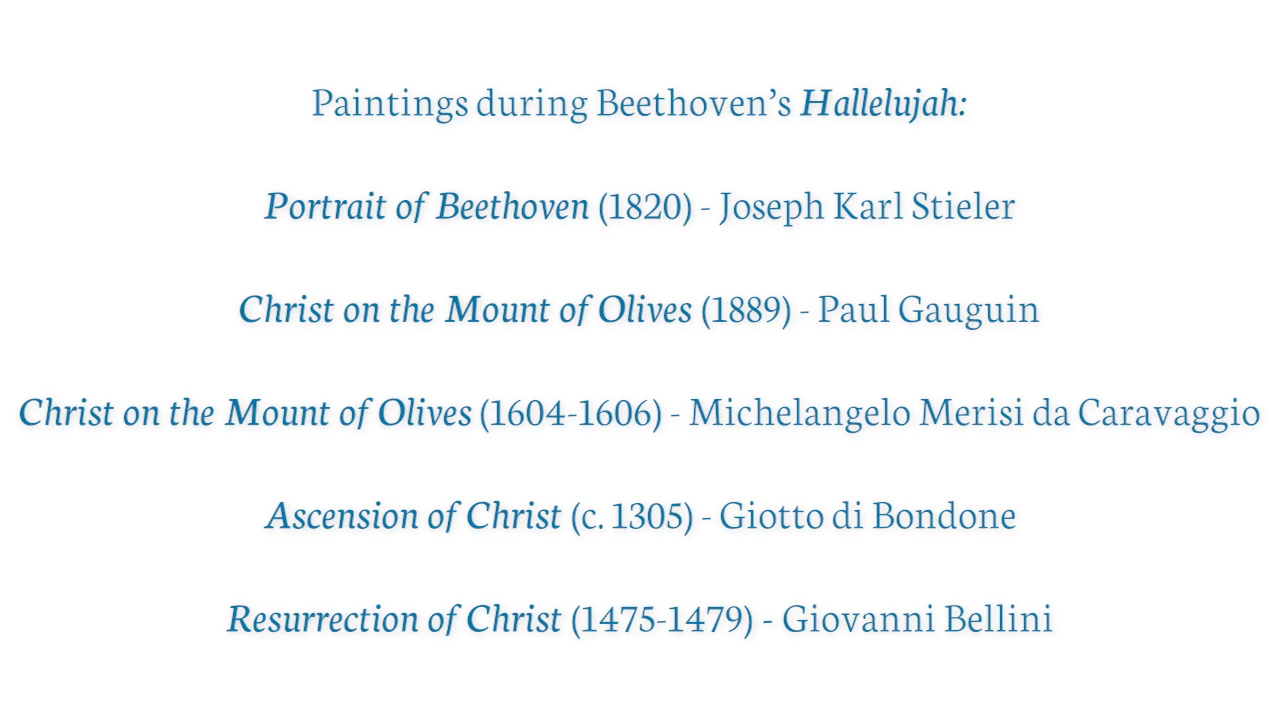 Paintings during Beethoven’s Hallelujah:
Portrait of Beethoven (1820) - Joseph Karl Stieler
Christ on the Mount of Olives (1889) - Paul Gauguin
Christ on the Mount of Olives (1604-1606) - Michelangelo Merisi da Caravaggio
Ascension of Christ (c. 1305) - Giotto di Bondone
Resurrection of Christ (1475-1479) - Giovanni Bellini